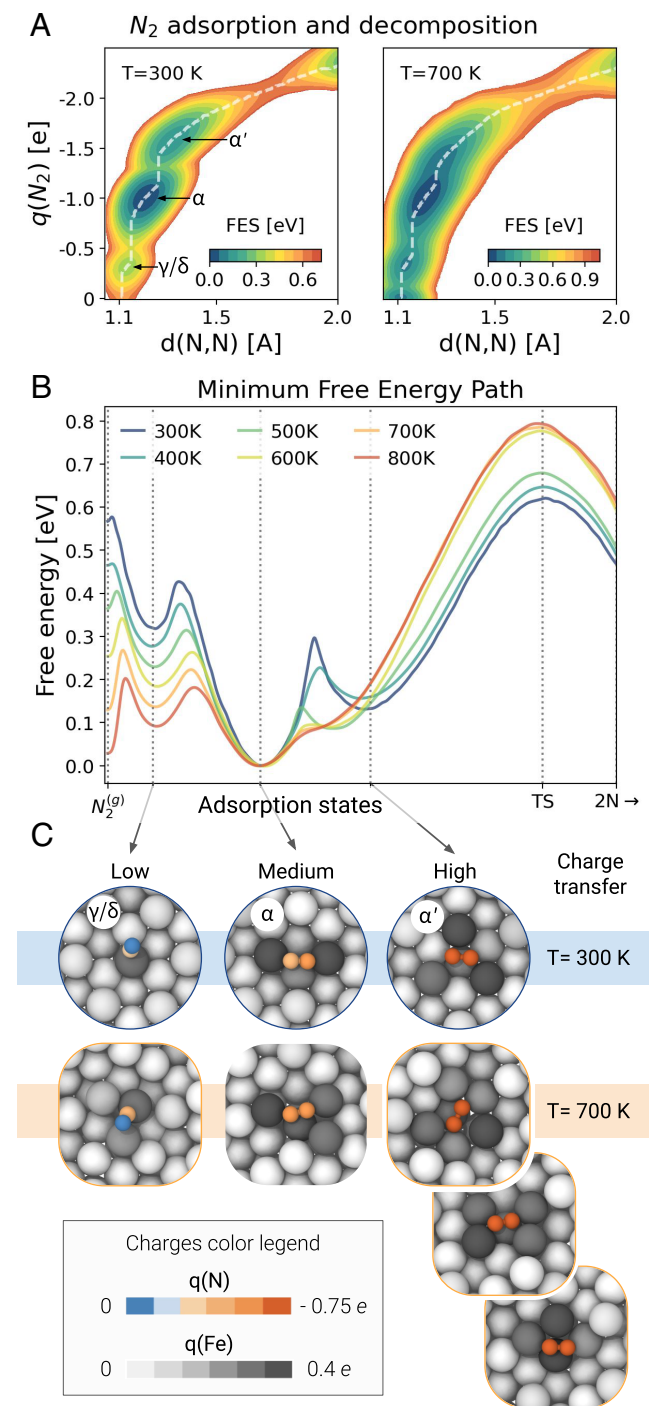 A
N₂ adsorption and decomposition
T=300 K
T=700 K
q(N₂) [e]
-2.0
-1.5
-1.0
-0.5
0
α′
α
γ/δ
FES [eV]
0.0 0.3 0.6
FES [eV]
0.0 0.3 0.6 0.9
1.1 1.5 2.0
1.1 1.5 2.0
d(N,N) [A]
d(N,N) [A]
B
Minimum Free Energy Path
Free energy [eV]
0.8
0.7
0.6
0.5
0.4
0.3
0.2
0.1
0.0
300K 500K 700K
400K 600K 800K
N₂⁽ᵍ⁾ Adsorption states TS 2N →
C
Low Medium High
Charge
transfer
γ/δ α α′
T= 300 K
T= 700 K
Charges color legend
q(N)
0 - 0.75 e
q(Fe)
0 0.4 e